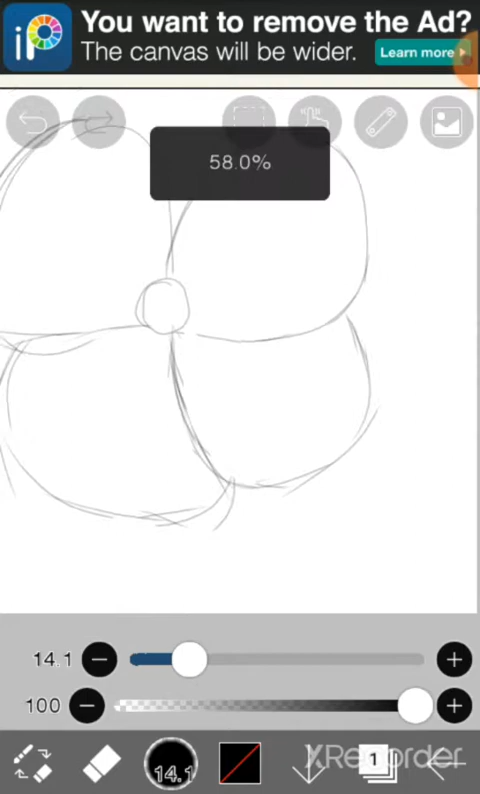 iP
You want to remove the Ad?
The canvas will be wider.
Learn more
58.0%
14.1
100
14.1
1
XRecorder